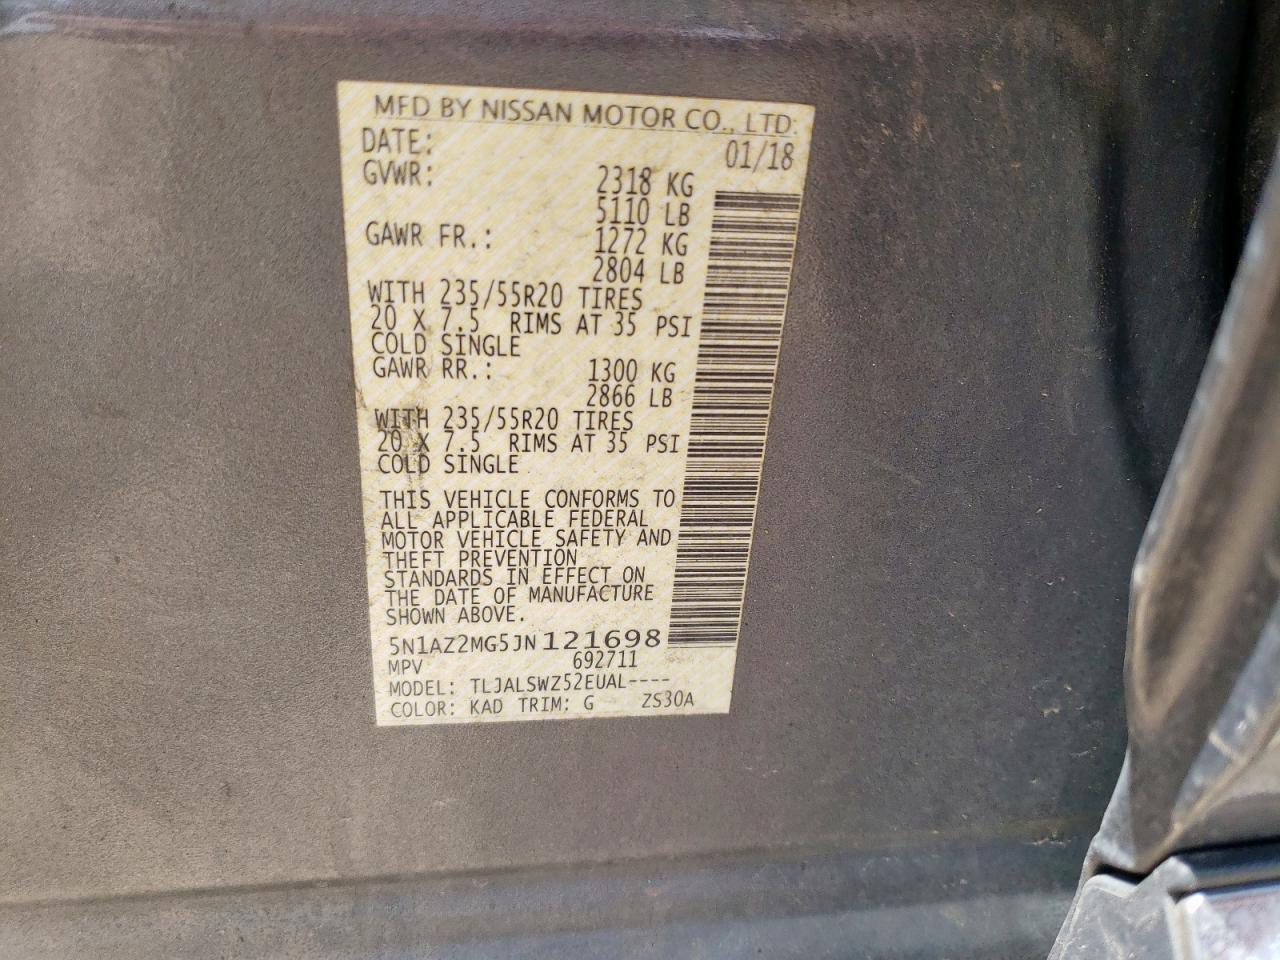 MFD BY NISSAN MOTOR CO., LTD.
DATE: 01/18
GVWR: 2318 KG
5110 LB
GAWR FR.: 1272 KG
2804 LB
WITH 235/55R20 TIRES
20 X 7.5 RIMS AT 35 PSI
COLD SINGLE
GAWR RR.: 1300 KG
2866 LB
WITH 235/55R20 TIRES
20 X 7.5 RIMS AT 35 PSI
COLD SINGLE
THIS VEHICLE CONFORMS TO
ALL APPLICABLE FEDERAL
MOTOR VEHICLE SAFETY AND
THEFT PREVENTION
STANDARDS IN EFFECT ON
THE DATE OF MANUFACTURE
SHOWN ABOVE.
5N1AZ2MG5JN121698
MPV 692711
MODEL: TLJALSWZ52EUAL----
COLOR: KAD TRIM: G ZS30A